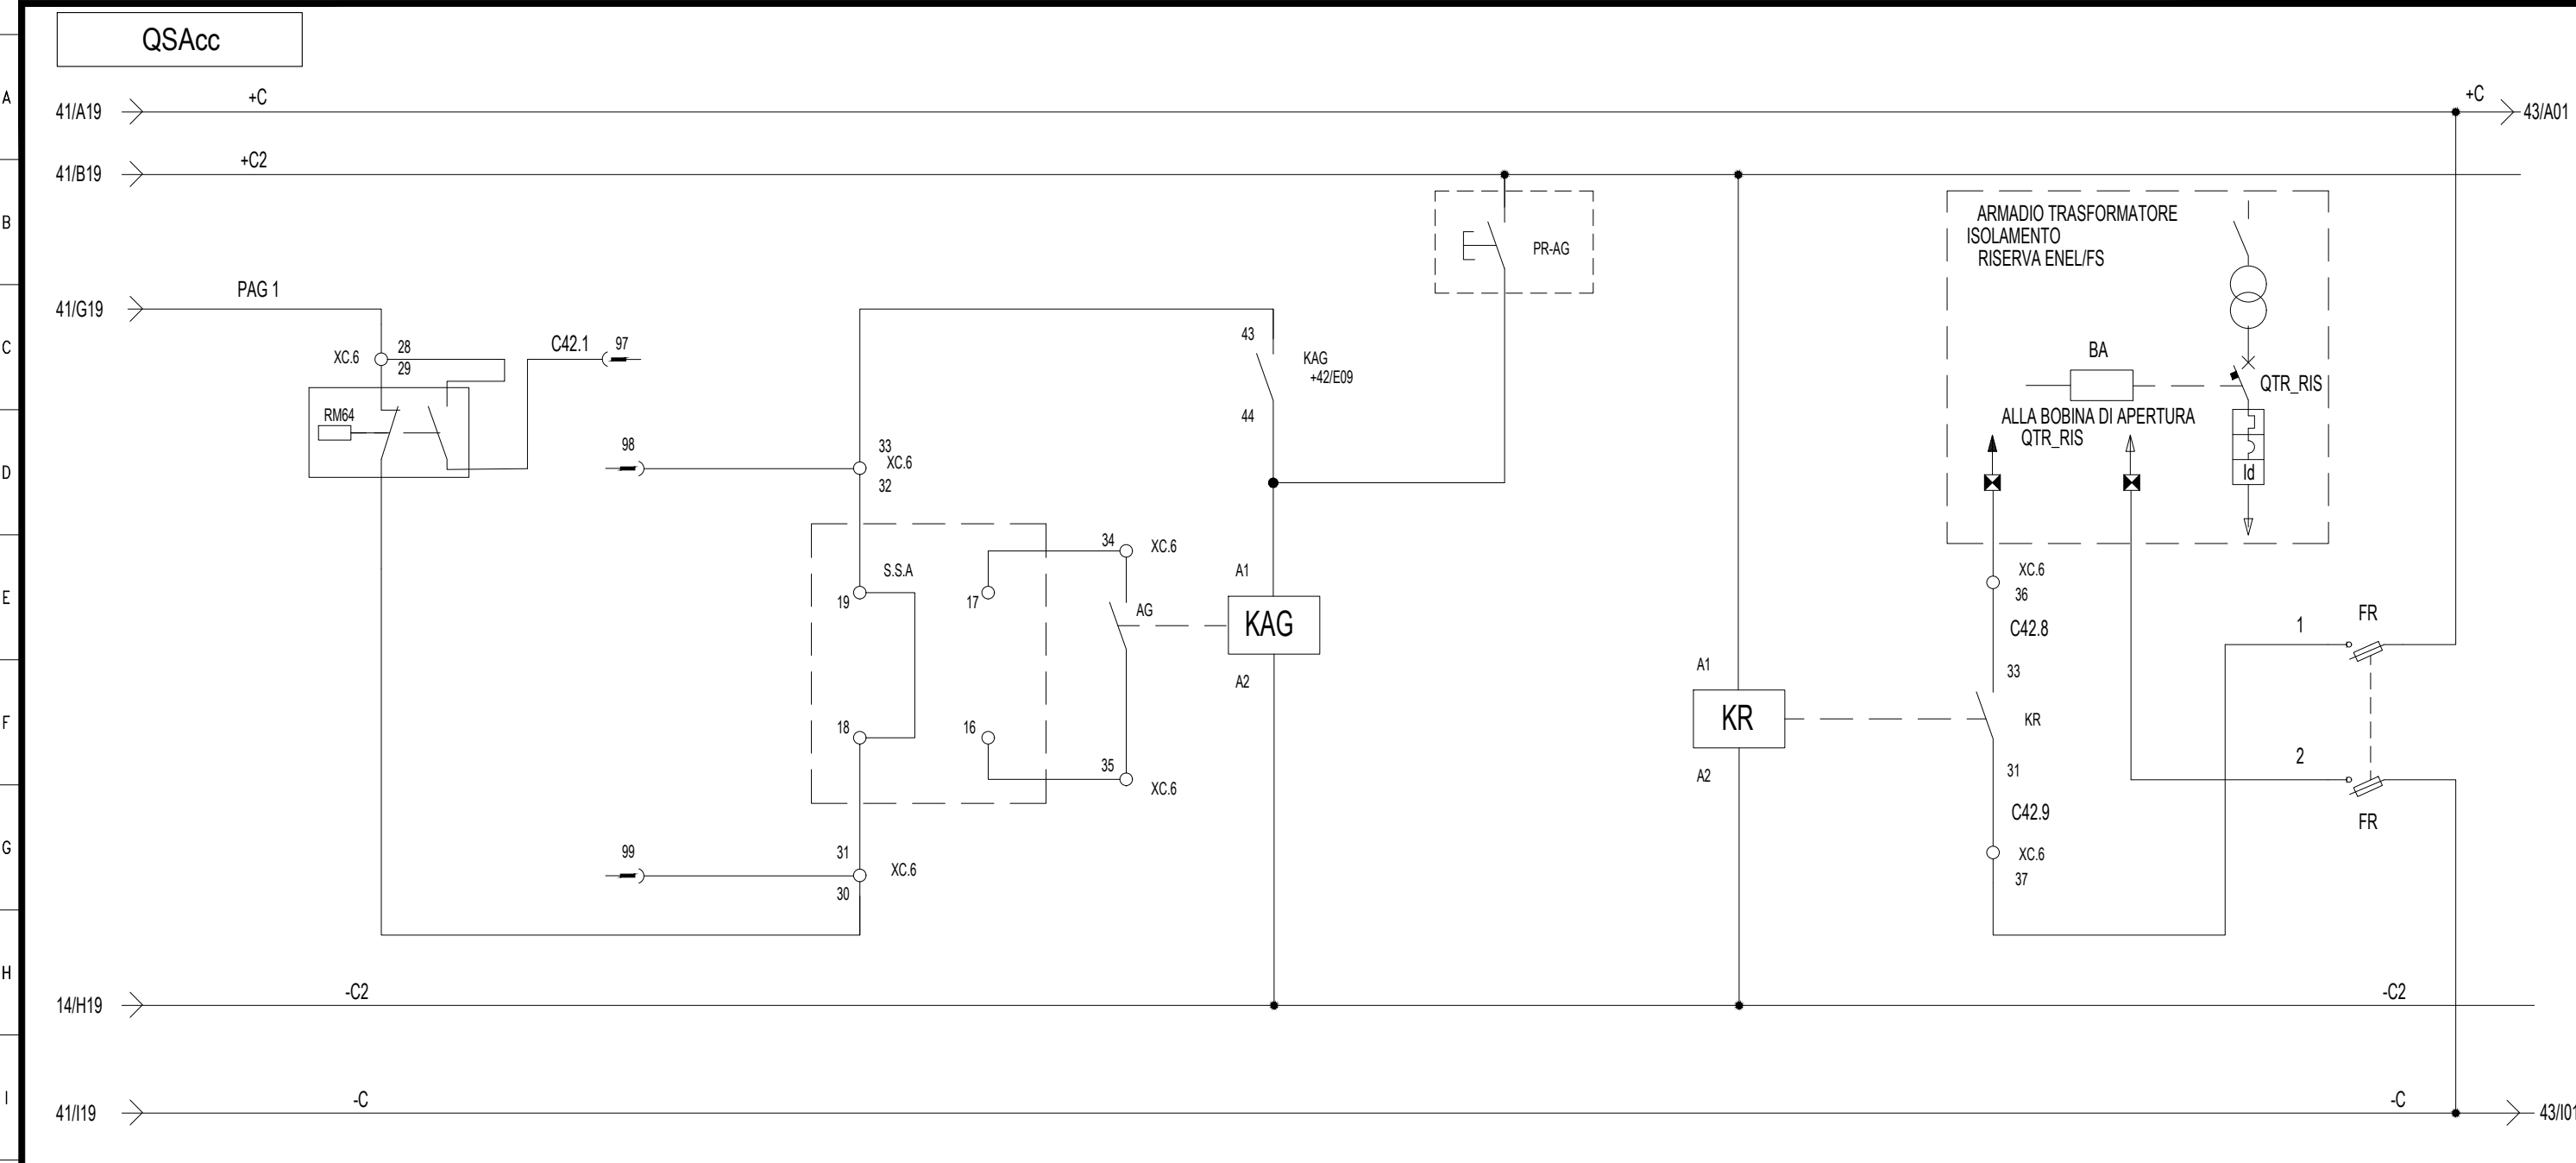 QSAcc
A
41/A19
+C
+C
43/A01
41/B19
+C2
B
ARMADIO TRASFORMATORE
ISOLAMENTO
RISERVA ENEL/FS
PR-AG
41/G19
PAG 1
C
XC.6
28
29
C42.1
97
43
KAG
+42/E09
44
BA
QTR_RIS
RM64
ALLA BOBINA DI APERTURA
QTR_RIS
D
98
33
XC.6
32
Id
34
XC.6
E
S.S.A
19
17
AG
A1
KAG
A2
XC.6
36
C42.8
33
1
FR
F
18
16
35
XC.6
A1
KR
A2
KR
31
2
FR
G
99
31
XC.6
30
C42.9
XC.6
37
H
14/H19
-C2
-C2
I
41/I19
-C
-C
43/I01